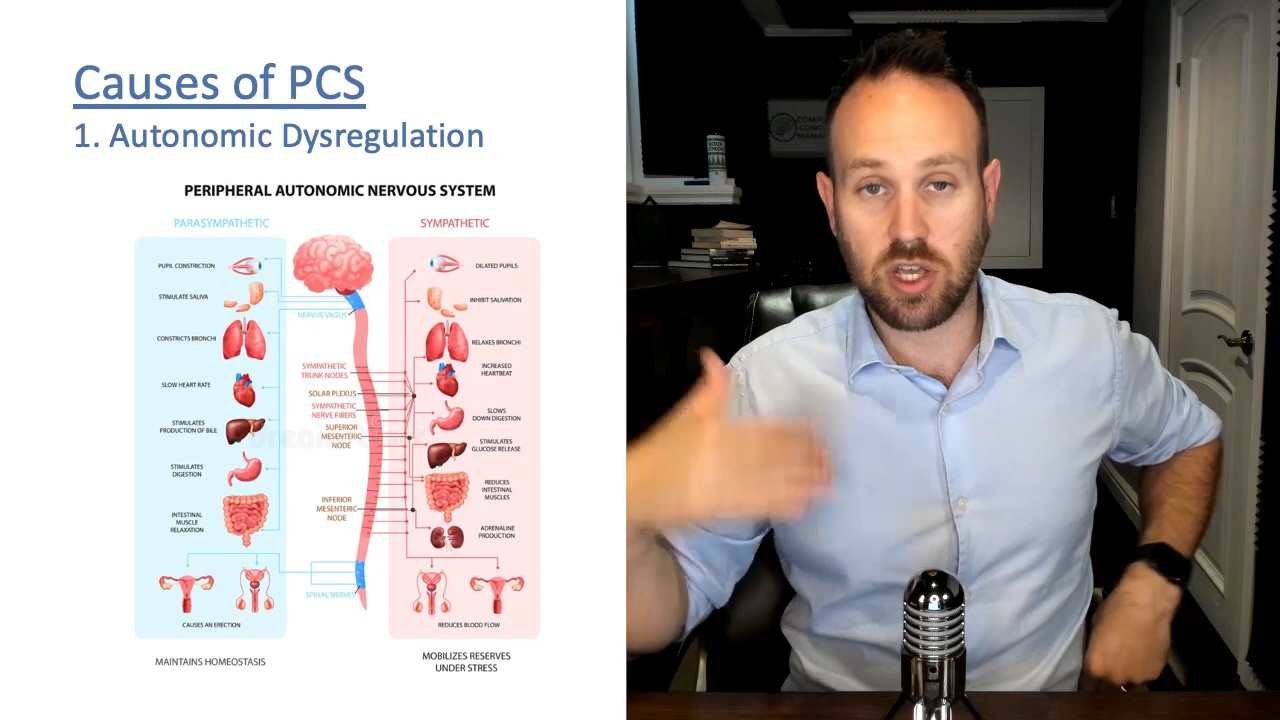 Causes of PCS
1. Autonomic Dysregulation
PERIPHERAL AUTONOMIC NERVOUS SYSTEM
PARASYMPATHETIC
SYMPATHETIC
PUPIL CONSTRICTION
STIMULATE SALIVA
CONSTRICTS BRONCHI
SLOW HEART RATE
STIMULATES
PRODUCTION OF BILE
STIMULATES
DIGESTION
INTESTINAL
MUSCLE
RELAXATION
CAUSES AN ERECTION
MAINTAINS HOMEOSTASIS
NERVUS VAGUS
SYMPATHETIC
TRUNK NODES
SOLAR PLEXUS
SYMPATHETIC
NERVE FIBERS
SUPERIOR
MESENTERIC
NODE
INFERIOR
MESENTERIC
NODE
SPINAL NERVES
DILATED PUPILS
INHIBIT SALIVATION
RELAXES BRONCHI
INCREASED
HEARTBEAT
SLOWS
DOWN DIGESTION
STIMULATES
GLUCOSE RELEASE
REDUCES
INTESTINAL
MUSCLES
ADRENALINE
PRODUCTION
REDUCES BLOOD FLOW
MOBILIZES RESERVES
UNDER STRESS